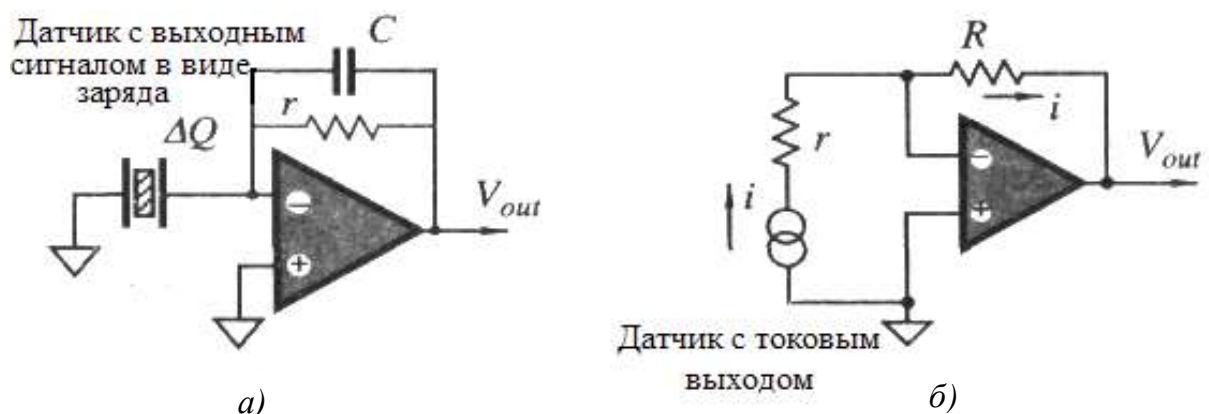 Датчик с выходным
сигналом в виде
заряда
C
r
ΔQ
−
+
V_out
а)
R
i
r
i
−
+
V_out
Датчик с токовым
выходом
б)